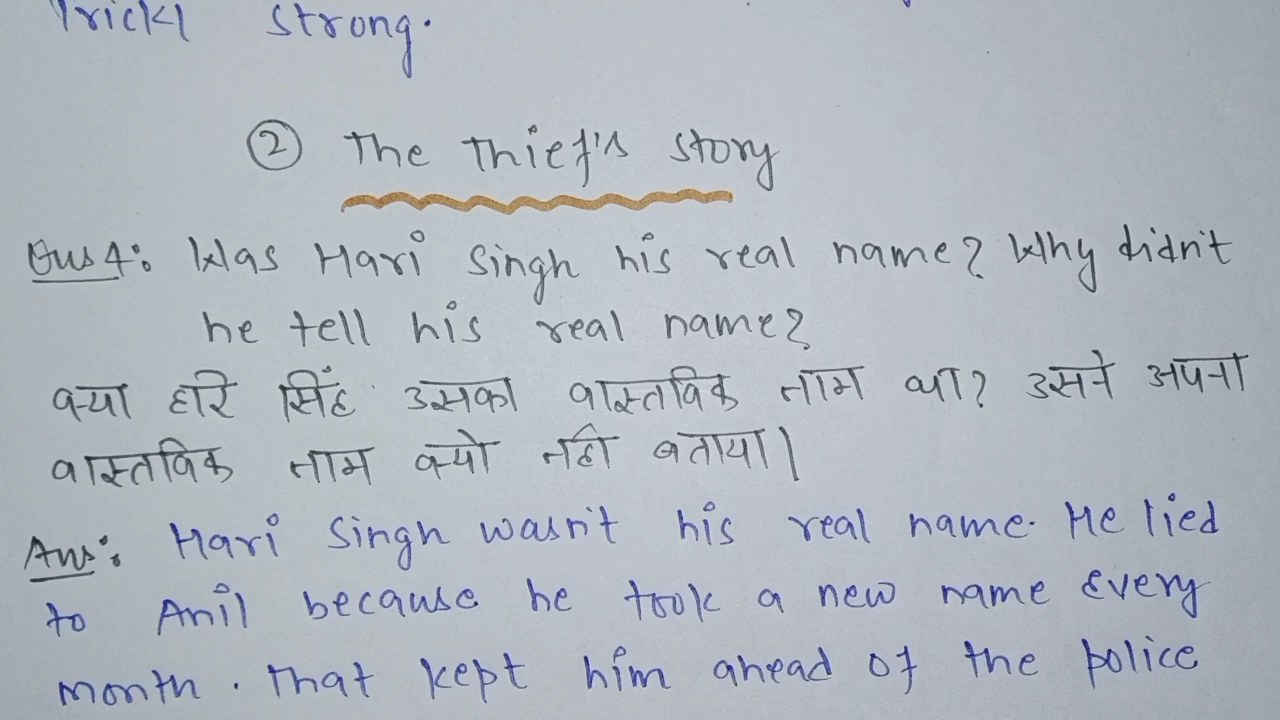 Trick1 strong.
② The Thief's story
Qus 4: Was Hari Singh his real name? Why didn't
he tell his real name?
क्या हरि सिंह उसका वास्तविक नाम था? उसने अपना
वास्तविक नाम क्यो नही बताया।
Ans: Hari Singh wasn't his real name. He lied
to Anil because he took a new name every
month. That kept him ahead of the police